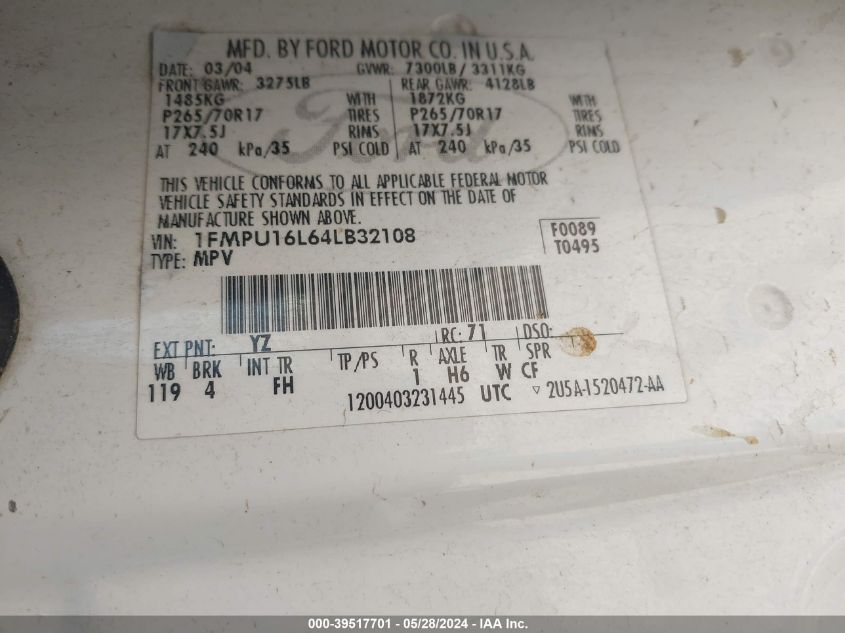 MFD. BY FORD MOTOR CO. IN U.S.A.
DATE: 03/04 GVWR: 7300LB / 3311KG
FRONT GAWR: 3275LB REAR GAWR: 4128LB
1485KG WITH 1872KG WITH
P265/70R17 TIRES P265/70R17 TIRES
17X7.5J RIMS 17X7.5J RIMS
AT 240 kPa/35 PSI COLD AT 240 kPa/35 PSI COLD
Ford
THIS VEHICLE CONFORMS TO ALL APPLICABLE FEDERAL MOTOR
VEHICLE SAFETY STANDARDS IN EFFECT ON THE DATE OF
MANUFACTURE SHOWN ABOVE.
VIN: 1FMPU16L64LB32108 F0089
TYPE: MPV T0495
EXT PNT: YZ RC: 71 DSO:
WB BRK INT TR TP/PS R AXLE TR SPR
119 4 FH 1 H6 W CF
1200403231445 UTC ▽ 2U5A-1520472-AA
000-39517701 - 05/28/2024 - IAA Inc.